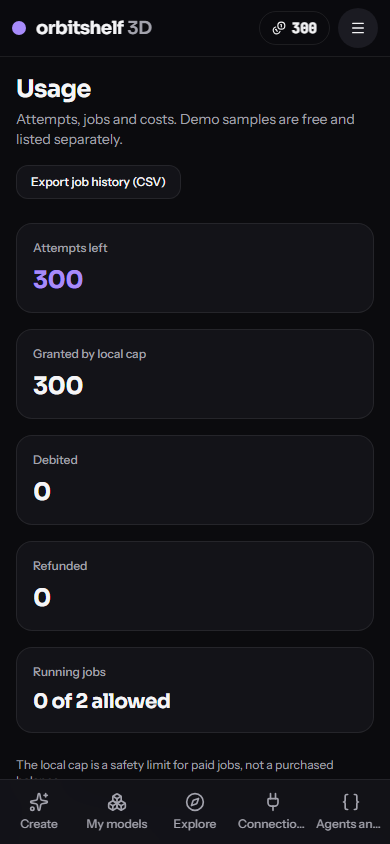 orbitshelf 3D
300
Usage
Attempts, jobs and costs. Demo samples are free and
listed separately.
Export job history (CSV)
Attempts left
300
Granted by local cap
300
Debited
0
Refunded
0
Running jobs
0 of 2 allowed
The local cap is a safety limit for paid jobs, not a purchased
Create
My models
Explore
Connectio...
Agents an...